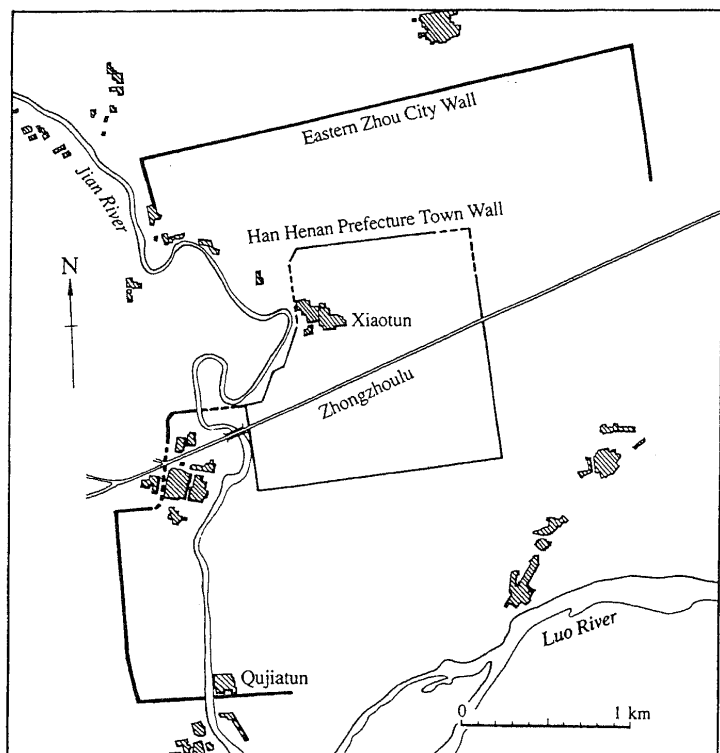 Eastern Zhou City Wall
Jian River
Han Henan Prefecture Town Wall
N
Xiaotun
Zhongzhoulu
Luo River
Qujiatun
0 1 km